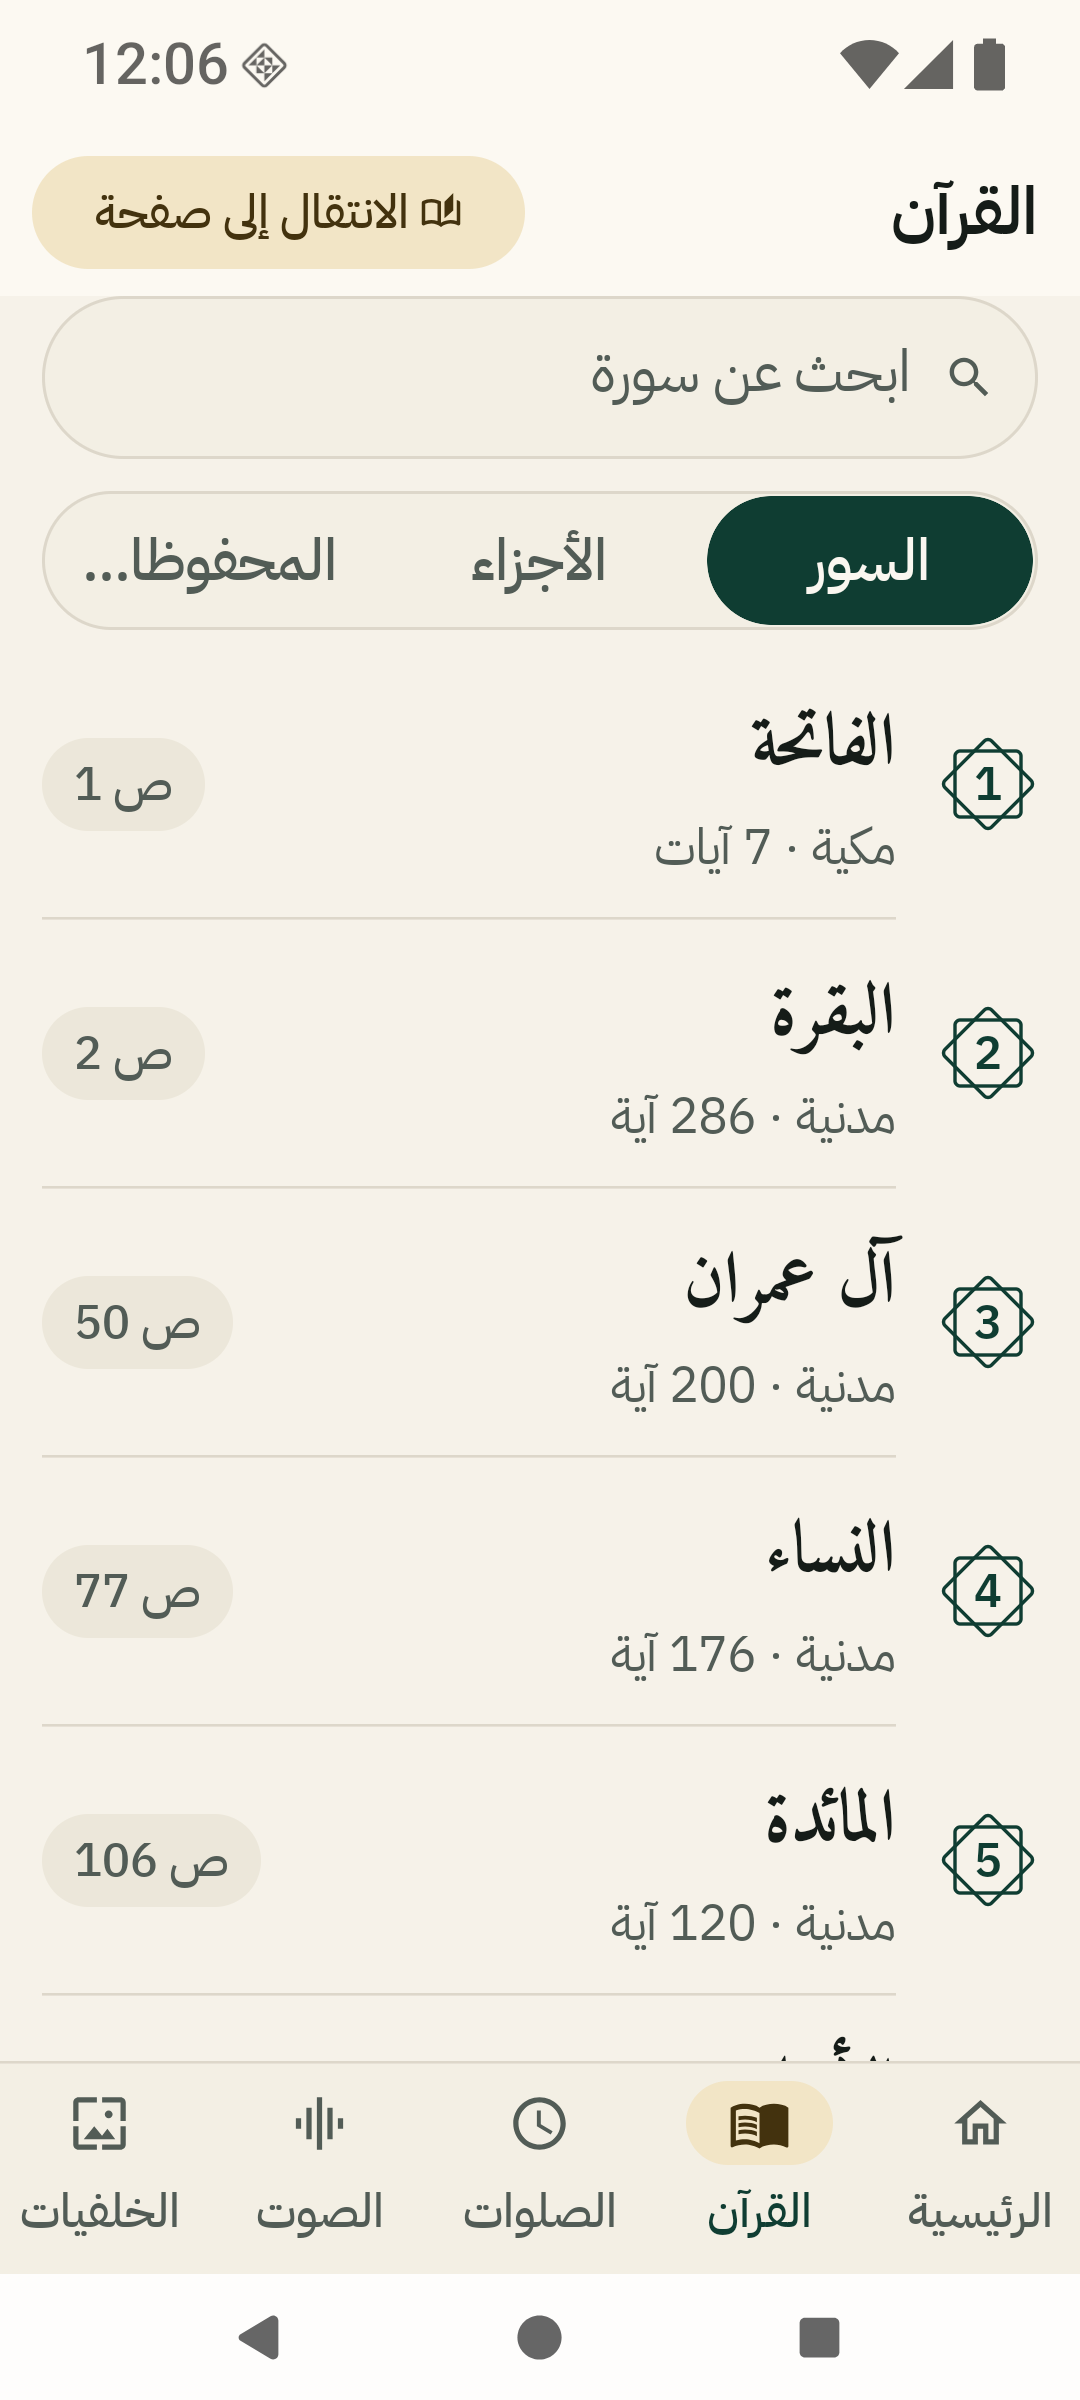 12:06
القرآن
الانتقال إلى صفحة
ابحث عن سورة
السور
الأجزاء
المحفوظا...
1
الفاتحة
مكية · 7 آيات
ص 1
2
البقرة
مدنية · 286 آية
ص 2
3
آل عمران
مدنية · 200 آية
ص 50
4
النساء
مدنية · 176 آية
ص 77
5
المائدة
مدنية · 120 آية
ص 106
الرئيسية
القرآن
الصلوات
الصوت
الخلفيات